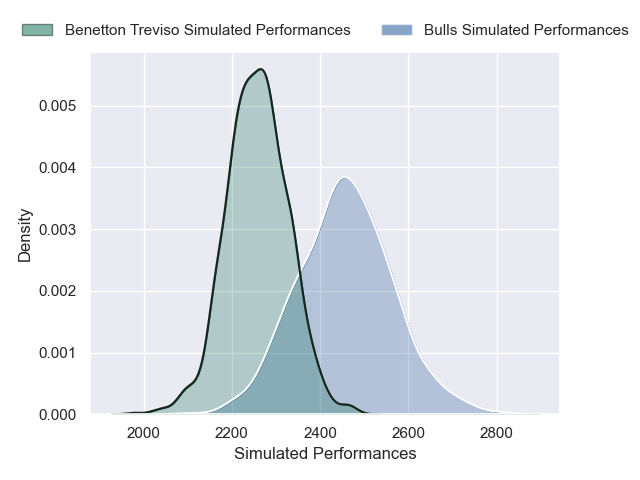 Benetton Treviso Simulated Performances
Bulls Simulated Performances
0.005
0.004
0.003
0.002
0.001
0.000
Density
2000
2200
2400
2600
2800
Simulated Performances